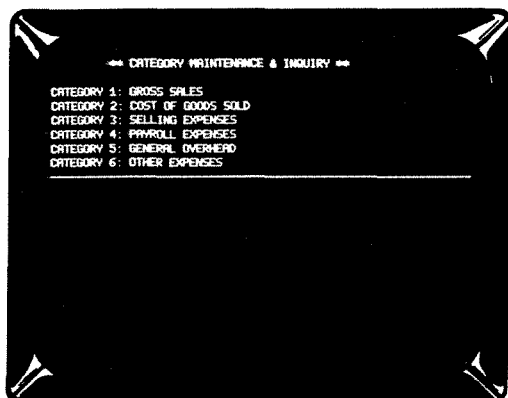 ** CATEGORY MAINTENANCE & INQUIRY **
CATEGORY 1: GROSS SALES
CATEGORY 2: COST OF GOODS SOLD
CATEGORY 3: SELLING EXPENSES
CATEGORY 4: PAYROLL EXPENSES
CATEGORY 5: GENERAL OVERHEAD
CATEGORY 6: OTHER EXPENSES